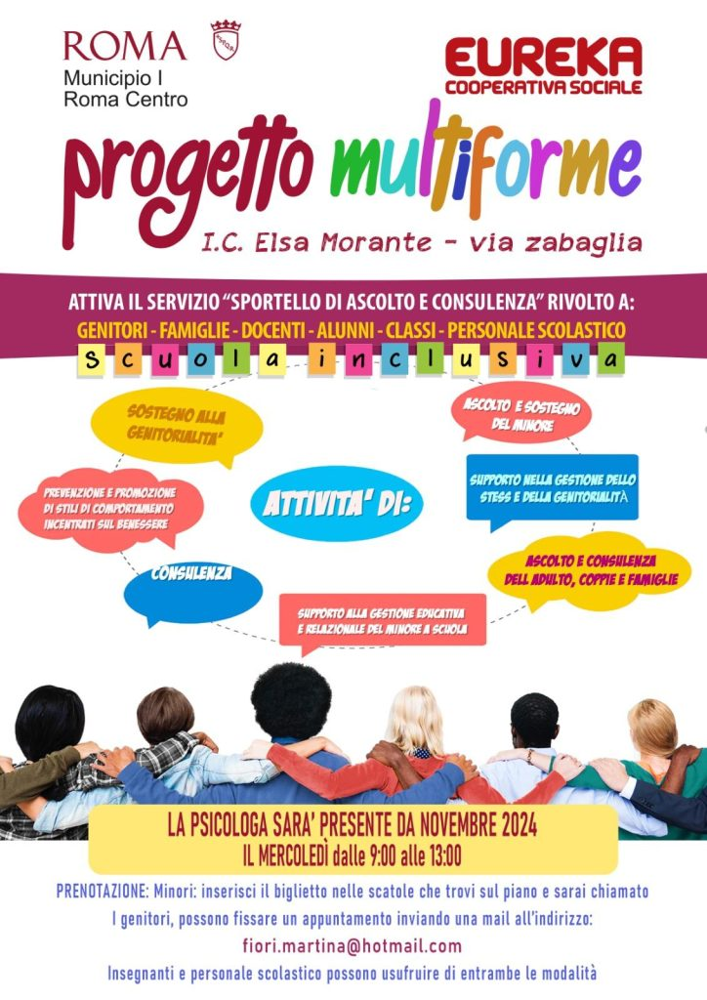 ROMA
Municipio I
Roma Centro
EUREKA
COOPERATIVA SOCIALE
progetto multiforme
I.C. Elsa Morante - via zabaglia
ATTIVA IL SERVIZIO “SPORTELLO DI ASCOLTO E CONSULENZA” RIVOLTO A:
GENITORI - FAMIGLIE - DOCENTI - ALUNNI - CLASSI - PERSONALE SCOLASTICO
scuola inclusiva
SOSTEGNO ALLA
GENITORIALITA'
ASCOLTO E SOSTEGNO
DEL MINORE
PREVENZIONE E PROMOZIONE
DI STILI DI COMPORTAMENTO
INCENTRATI SUL BENESSERE
ATTIVITA' DI:
SUPPORTO NELLA GESTIONE DELLO
STESS E DELLA GENITORIALITÀ
CONSULENZA
ASCOLTO E CONSULENZA
DELL ADULTO, COPPIE E FAMIGLIE
SUPPORTO ALLA GESTIONE EDUCATIVA
E RELAZIONALE DEL MINORE A SCUOLA
LA PSICOLOGA SARA' PRESENTE DA NOVEMBRE 2024
IL MERCOLEDÌ dalle 9:00 alle 13:00
PRENOTAZIONE: Minori: inserisci il biglietto nelle scatole che trovi sul piano e sarai chiamato
I genitori, possono fissare un appuntamento inviando una mail all'indirizzo:
fiori.martina@hotmail.com
Insegnanti e personale scolastico possono usufruire di entrambe le modalità